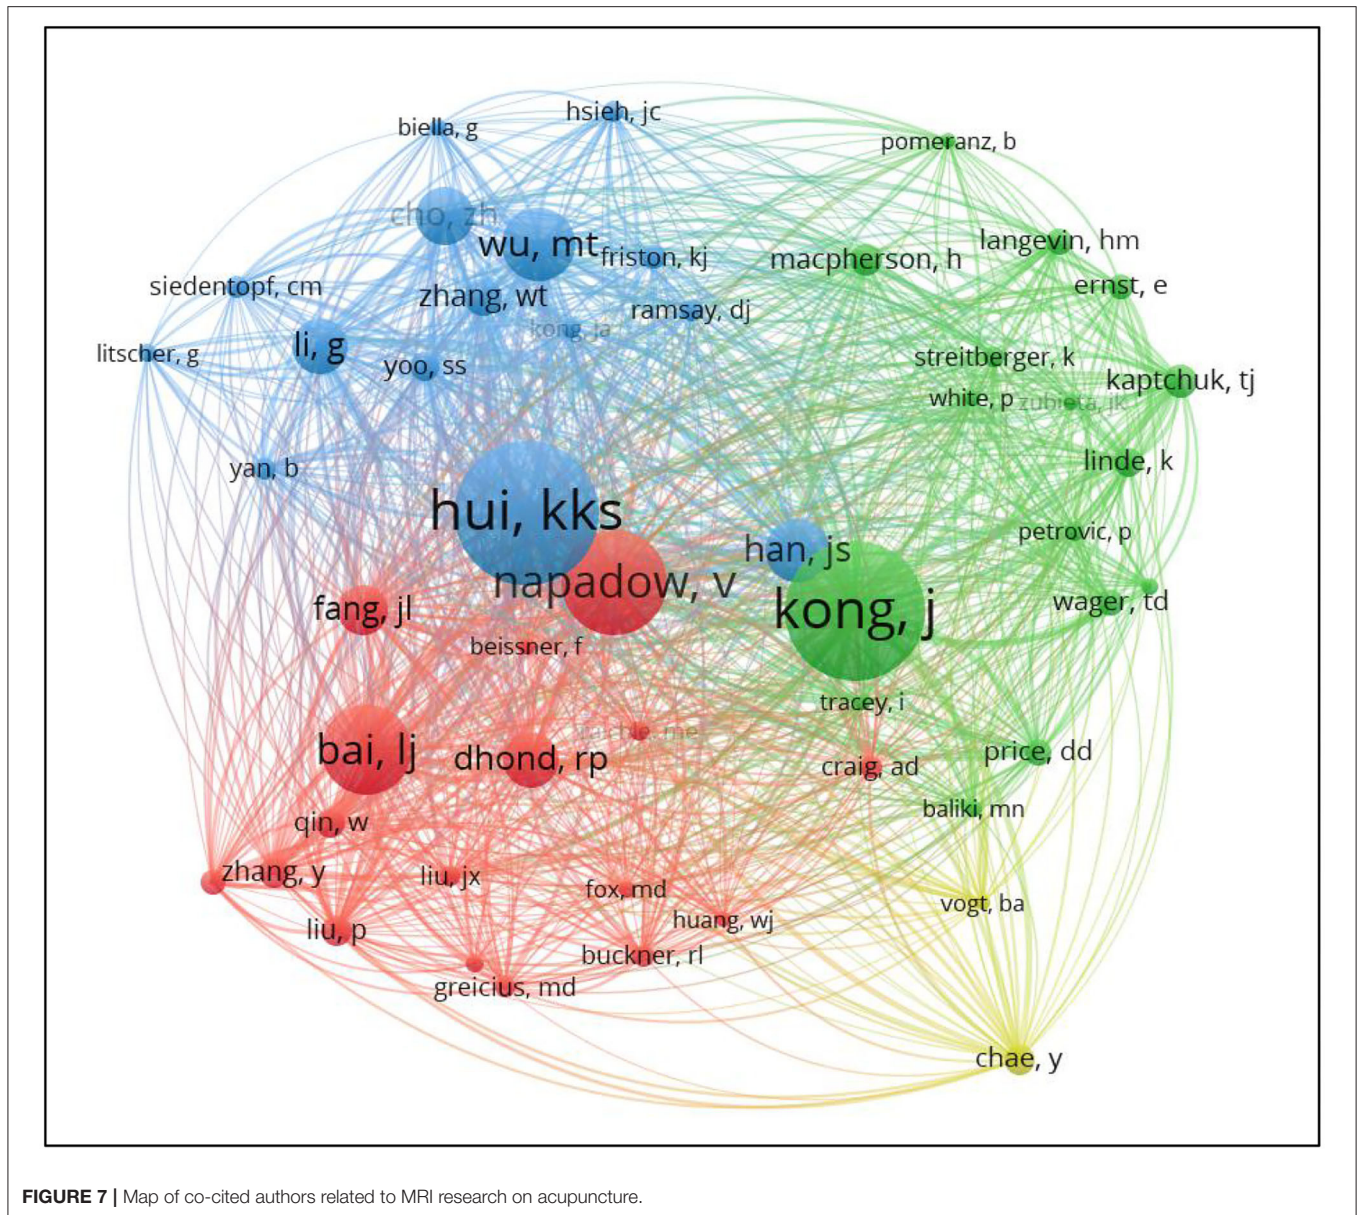 hsieh, jc
biella, g
pomeranz, b
cho, zh
wu, mt
friston, kj
macpherson, h
langevin, hm
siedentopf, cm
zhang, wt
ernst, e
ramsay, dj
kong, ja
litscher, g
li, g
yoo, ss
streitberger, k
kaptchuk, tj
white, p
zubieta, jk
yan, b
linde, k
hui, kks
petrovic, p
han, js
napadow, v
fang, jl
kong, j
wager, td
beissner, f
tracey, i
raichle, me
bai, lj
dhond, rp
craig, ad
price, dd
qin, w
baliki, mn
zhang, y
liu, jx
fox, md
vogt, ba
huang, wj
liu, p
buckner, rl
greicius, md
chae, y
FIGURE 7 | Map of co-cited authors related to MRI research on acupuncture.